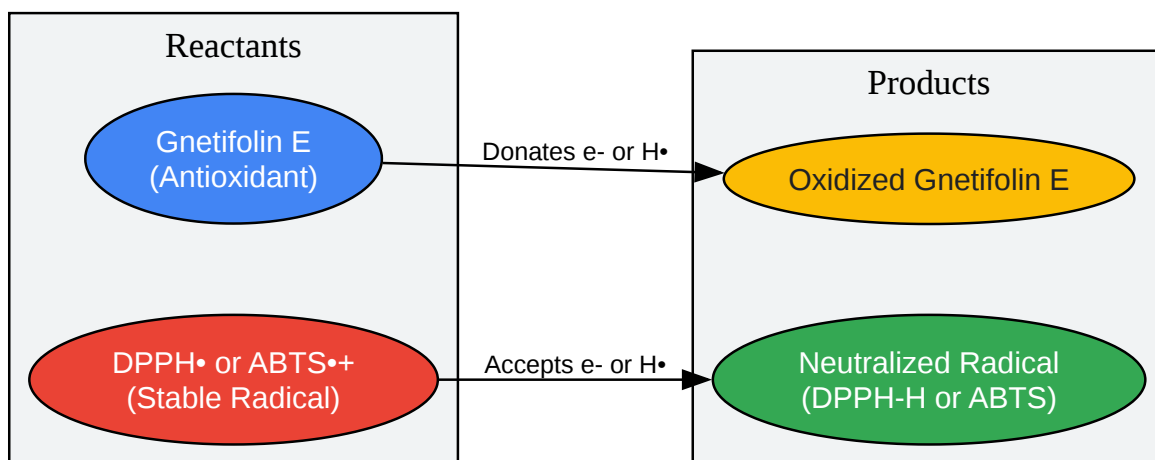 Reactants
Products
Gnetifolin E
(Antioxidant)
Donates e- or H•
Oxidized Gnetifolin E
DPPH• or ABTS•+
(Stable Radical)
Accepts e- or H•
Neutralized Radical
(DPPH-H or ABTS)